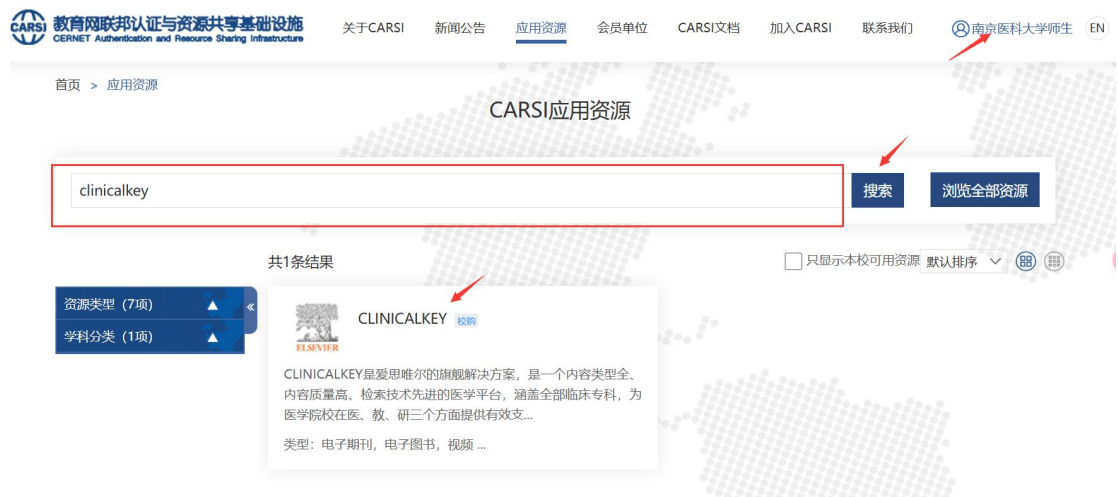 CARSI 教育网联邦认证与资源共享基础设施
CERNET Authentication and Resource Sharing Infrastructure
关于CARSI 新闻公告 应用资源 会员单位 CARSI文档 加入CARSI 联系我们 南京医科大学师生 EN
首页 > 应用资源
CARSI应用资源
clinicalkey 搜索 浏览全部资源
共1条结果 只显示本校可用资源 默认排序
资源类型 (7项) «
学科分类 (1项)
ELSEVIER
CLINICALKEY 校购
CLINICALKEY是爱思唯尔的旗舰解决方案，是一个内容类型全、
内容质量高、检索技术先进的医学平台，涵盖全部临床专科，为
医学院校在医、教、研三个方面提供有效支...
类型：电子期刊，电子图书，视频 ...